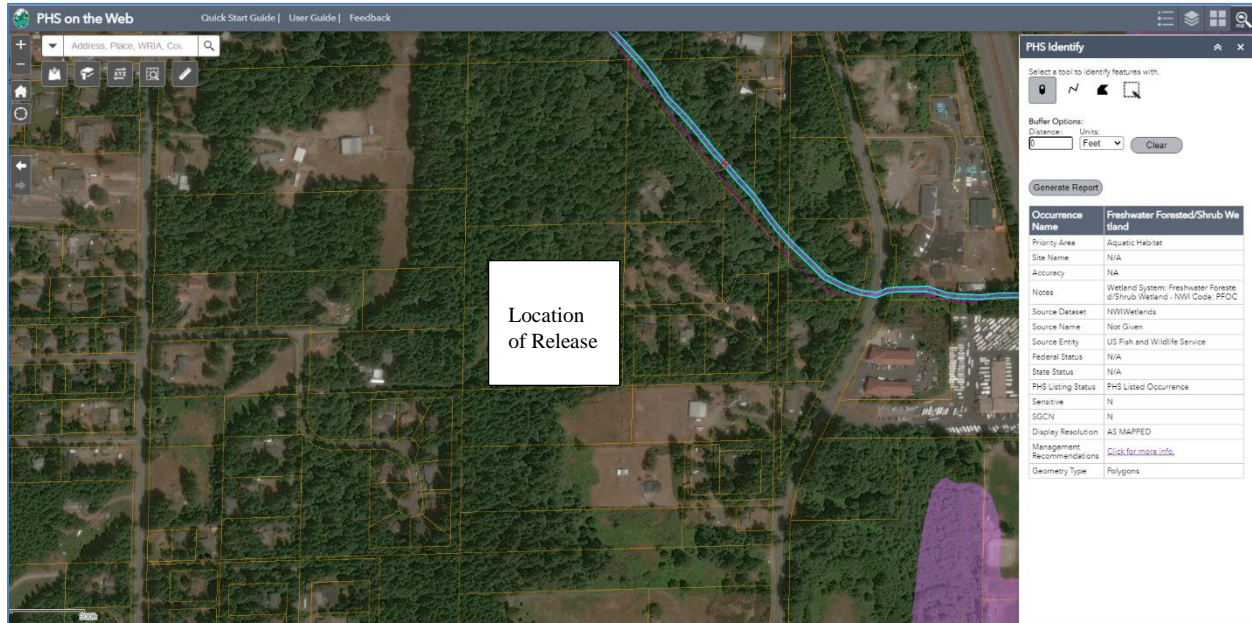 PHS on the Web
Quick Start Guide | User Guide | Feedback
Address, Place, WRIA, Cou
XYZ
Location
of Release
PHS Identify
Select a tool to identify features with.
Buffer Options:
Distance: Units:
0 Feet Clear
Generate Report
Occurrence Name Freshwater Forested/Shrub We
tland
Priority Area Aquatic Habitat
Site Name N/A
Accuracy NA
Notes Wetland System: Freshwater Foreste
d/Shrub Wetland - NWI Code: PFOC
Source Dataset NWIWetlands
Source Name Not Given
Source Entity US Fish and Wildlife Service
Federal Status N/A
State Status N/A
PHS Listing Status PHS Listed Occurrence
Sensitive N
SGCN N
Display Resolution AS MAPPED
Management
Recommendations Click for more info.
Geometry Type Polygons